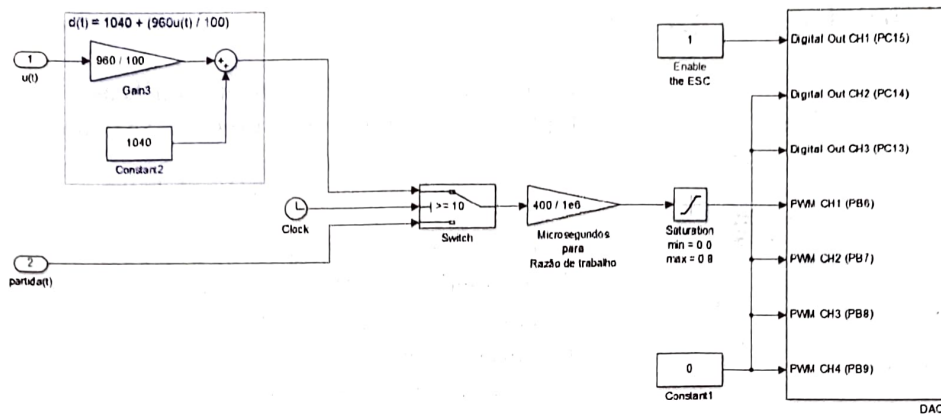 d(t) = 1040 + (960u(t) / 100)
1
u(t)
960 / 100
Gain3
+
+
1040
Constant2
Clock
>= 10
Switch
2
partida(t)
400 / 1e6
Microsegundos
para
Razão de trabalho
Saturation
min = 0.0
max = 0.8
1
Enable
the ESC
0
Constant1
Digital Out CH1 (PC15)
Digital Out CH2 (PC14)
Digital Out CH3 (PC13)
PWM CH1 (PB6)
PWM CH2 (PB7)
PWM CH3 (PB8)
PWM CH4 (PB9)